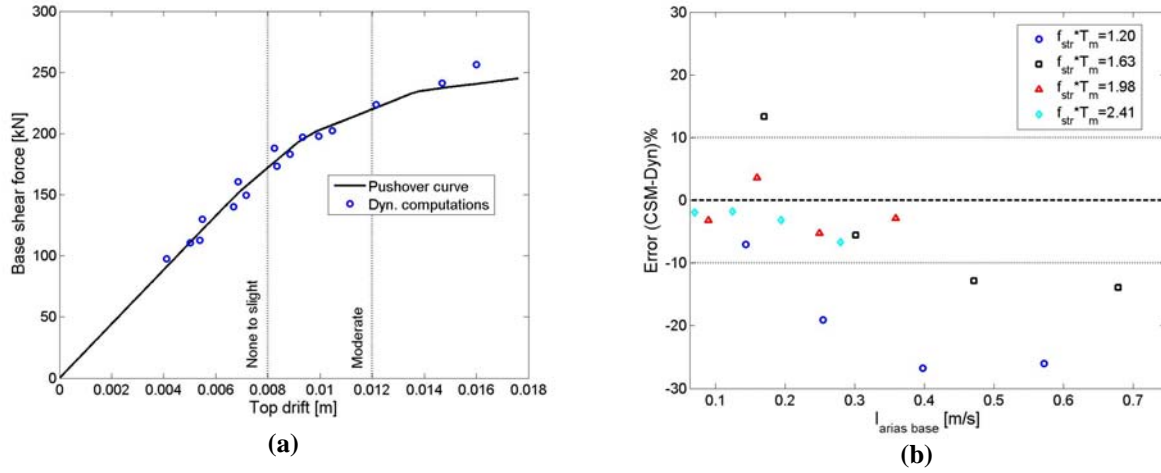 300
250
200
150
100
50
0
Base shear force [kN]
None to slight
Moderate
Pushover curve
Dyn. computations
0 0.002 0.004 0.006 0.008 0.010 0.012 0.014 0.016 0.018
Top drift [m]
(a)
30
20
10
0
-10
-20
-30
Error (CSM-Dyn)%
f_str*T_m=1.20
f_str*T_m=1.63
f_str*T_m=1.98
f_str*T_m=2.41
0.1 0.2 0.3 0.4 0.5 0.6 0.7
I_arias base [m/s]
(b)